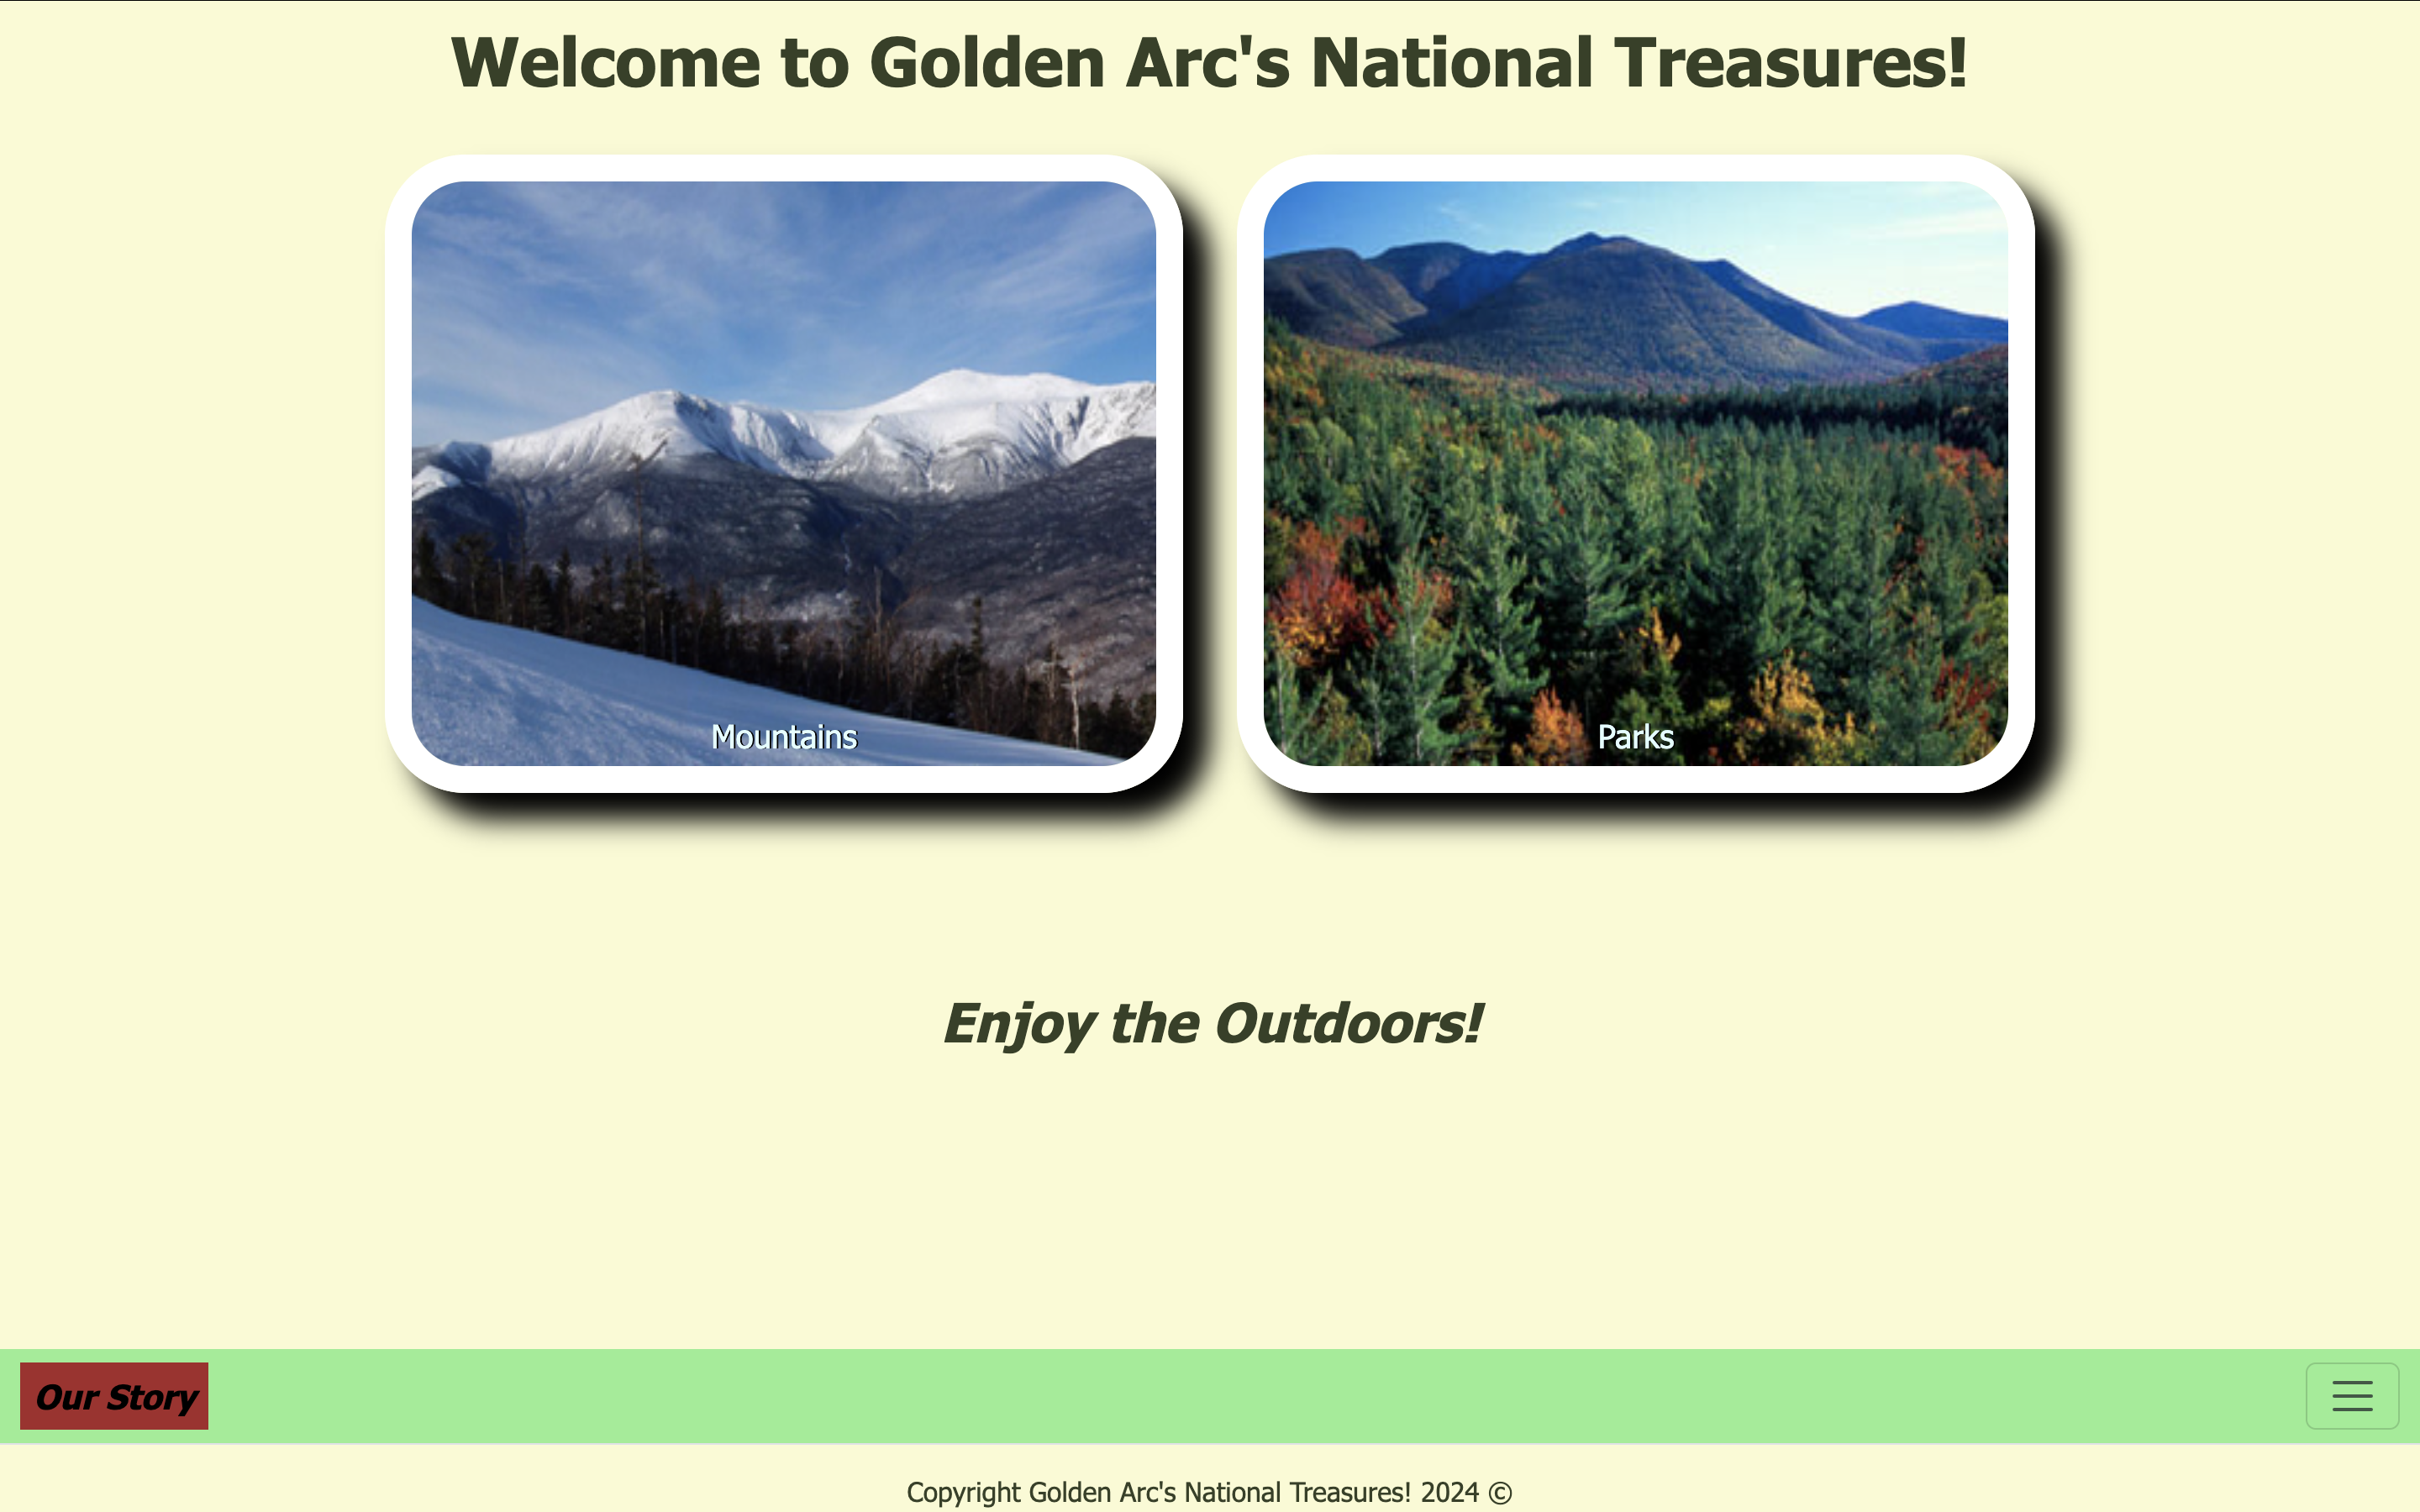 Welcome to Golden Arc's National Treasures!
Mountains
Parks
Enjoy the Outdoors!
Our Story
Copyright Golden Arc's National Treasures! 2024 ©